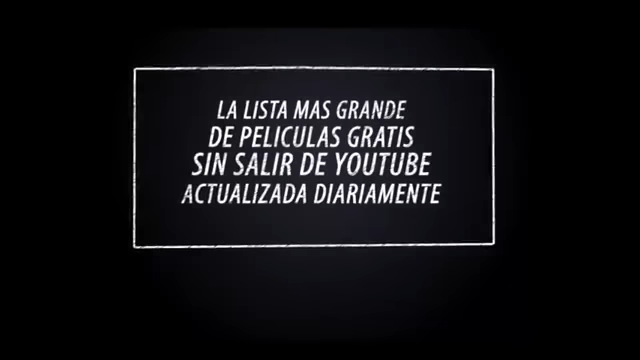 LA LISTA MAS GRANDE
DE PELICULAS GRATIS
SIN SALIR DE YOUTUBE
ACTUALIZADA DIARIAMENTE